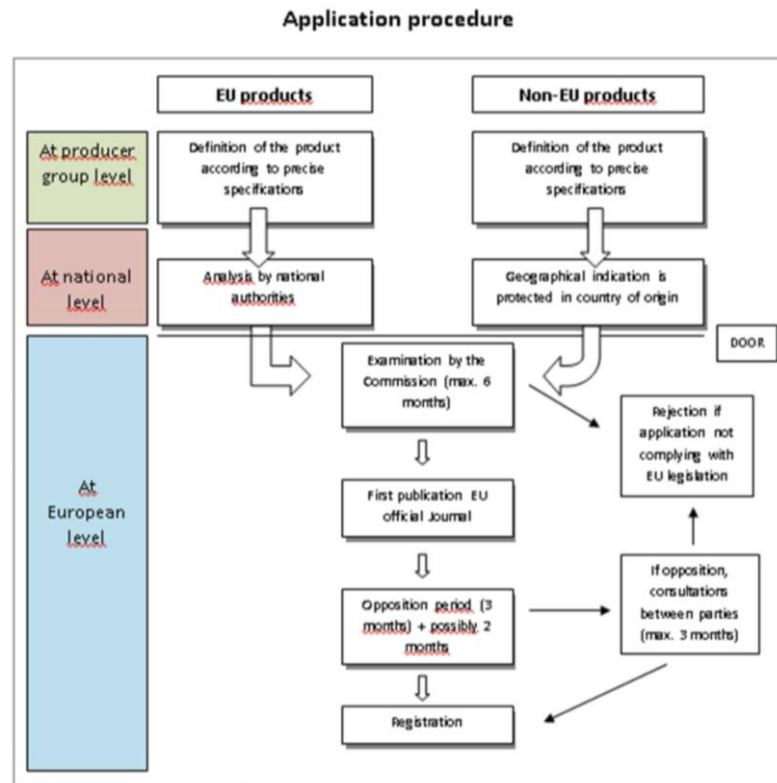 Application procedure
EU products
Non-EU products
At producer
group level
Definition of the product
according to precise
specifications
Definition of the product
according to precise
specifications
At national
level
Analysis by national
authorities
Geographical indication is
protected in country of origin
DOOR
At
European
level
Examination by the
Commission (max. 6
months)
Rejection if
application not
complying with
EU legislation
First publication EU
official Journal
Opposition period (3
months) + possibly 2
months
If opposition,
consultations
between parties
(max. 3 months)
Registration